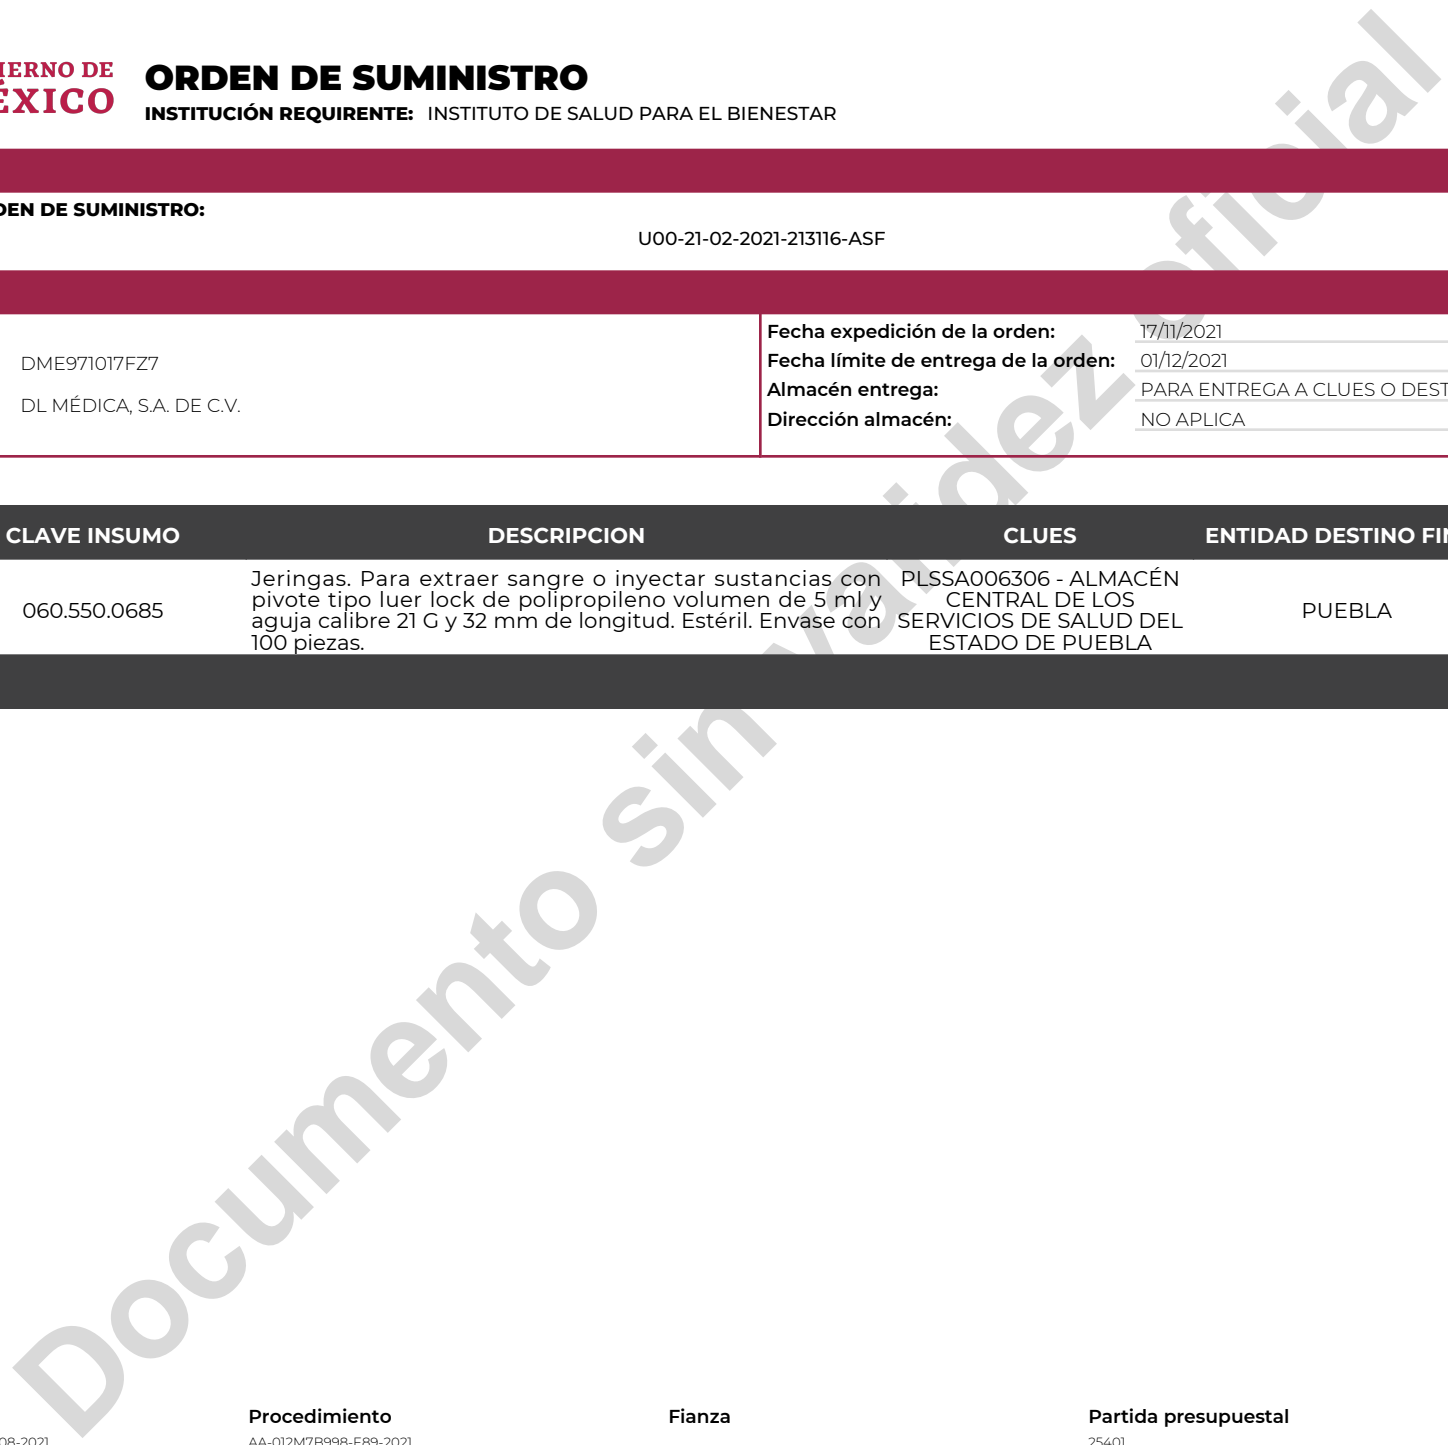 ORDEN DE SUMINISTRO
INSTITUCIÓN REQUIRENTE: INSTITUTO DE SALUD PARA EL BIENESTAR
DE
MÉXICO
DE SUMINISTRO:
U00-21-02-2021-213116-ASF
DME971017FZ7
DL MÉDICA, S.A. DE C.V.
Fecha expedición de la orden: 17/11/2021
Fecha límite de entrega de la orden: 01/12/2021
Almacén entrega: PARA ENTREGA A CLUES O
Dirección almacén: NO APLICA
CLAVE INSUMO DESCRIPCION CLUES ENTIDAD DESTINO
060.550.0685
Jeringas. Para extraer sangre o inyectar sustancias con
pivote tipo luer lock de polipropileno volumen de 5 ml y
aguja calibre 21 G y 32 mm de longitud. Estéril. Envase con
100 piezas.
PLSSA006306 - ALMACÉN
CENTRAL DE LOS
SERVICIOS DE SALUD DEL
ESTADO DE PUEBLA
PUEBLA
Documento sin validez oficial
Procedimiento Fianza Partida presupuestal
AA-012M7B998-E89-2021 25401